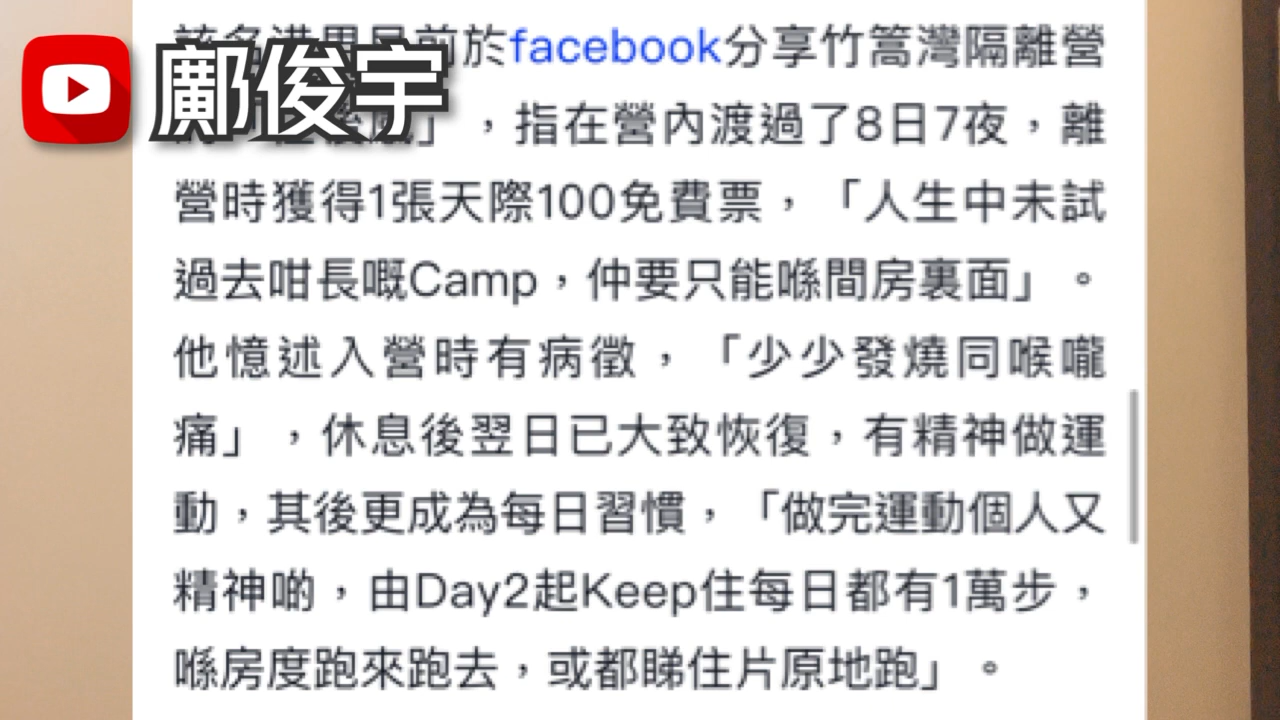 鄺俊宇
該名港男日前於facebook分享竹篙灣隔離營
」，指在營內渡過了8日7夜，離
營時獲得1張天際100免費票，「人生中未試
過去咁長嘅Camp，仲要只能喺間房裏面」。
他憶述入營時有病徵，「少少發燒同喉嚨
痛」，休息後翌日已大致恢復，有精神做運
動，其後更成為每日習慣，「做完運動個人又
精神啲，由Day2起Keep住每日都有1萬步，
喺房度跑來跑去，或都睇住片原地跑」。